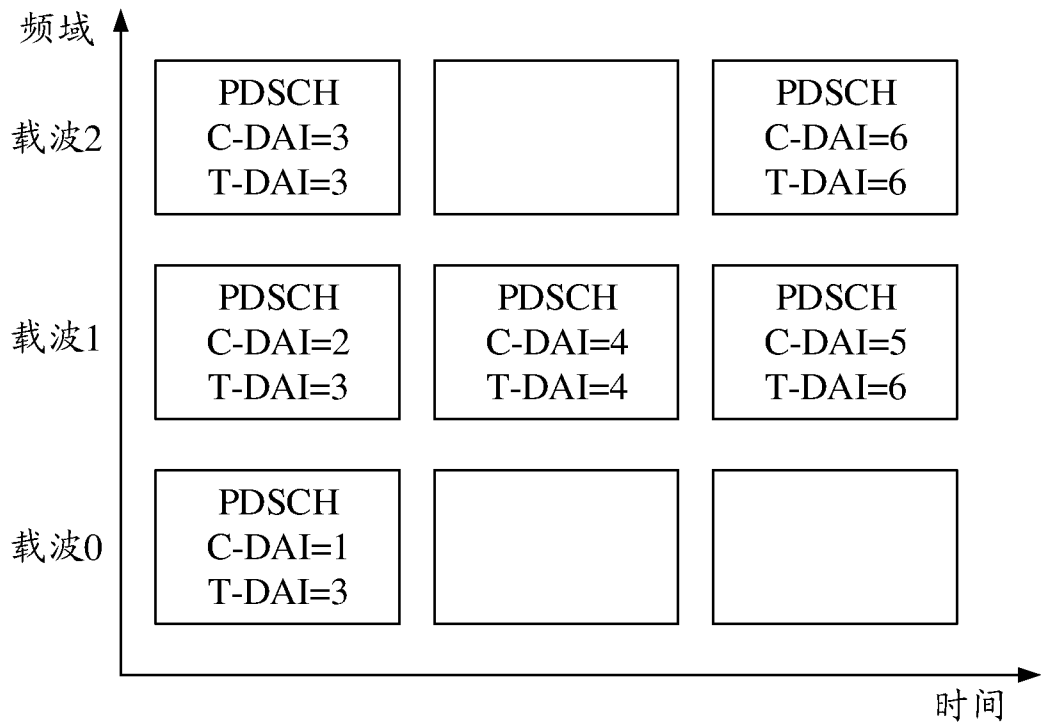 频域
载波2
PDSCH
C-DAI=3
T-DAI=3
PDSCH
C-DAI=6
T-DAI=6
载波1
PDSCH
C-DAI=2
T-DAI=3
PDSCH
C-DAI=4
T-DAI=4
PDSCH
C-DAI=5
T-DAI=6
载波0
PDSCH
C-DAI=1
T-DAI=3
时间